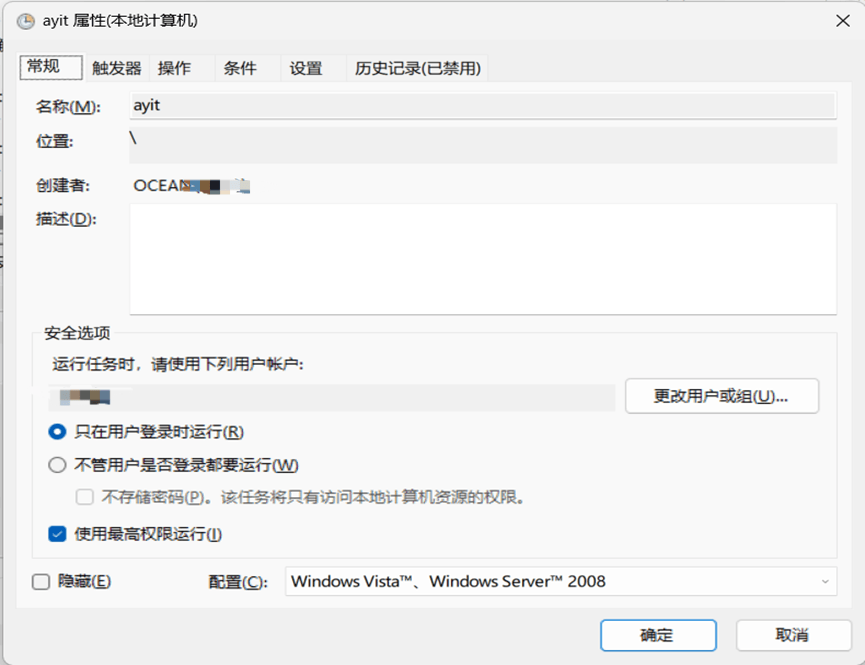 ayit 属性(本地计算机)
常规 触发器 操作 条件 设置 历史记录(已禁用)
名称(M): ayit
位置: \
创建者: OCEAN
描述(D):
安全选项
运行任务时，请使用下列用户帐户:
更改用户或组(U)...
只在用户登录时运行(R)
不管用户是否登录都要运行(W)
不存储密码(P)。该任务将只有访问本地计算机资源的权限。
使用最高权限运行(I)
隐藏(E) 配置(C): Windows Vista™、Windows Server™ 2008
确定 取消